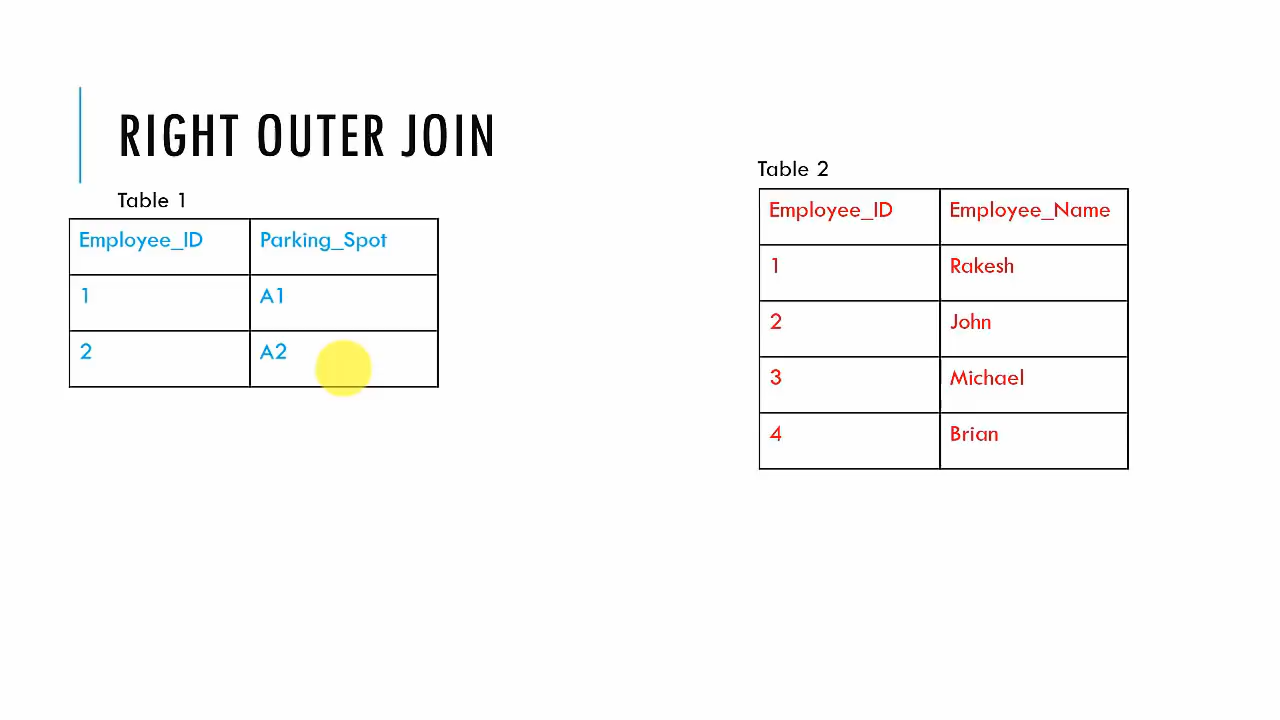 RIGHT OUTER JOIN
Table 1
Employee_ID Parking_Spot
1 A1
2 A2
Table 2
Employee_ID Employee_Name
1 Rakesh
2 John
3 Michael
4 Brian